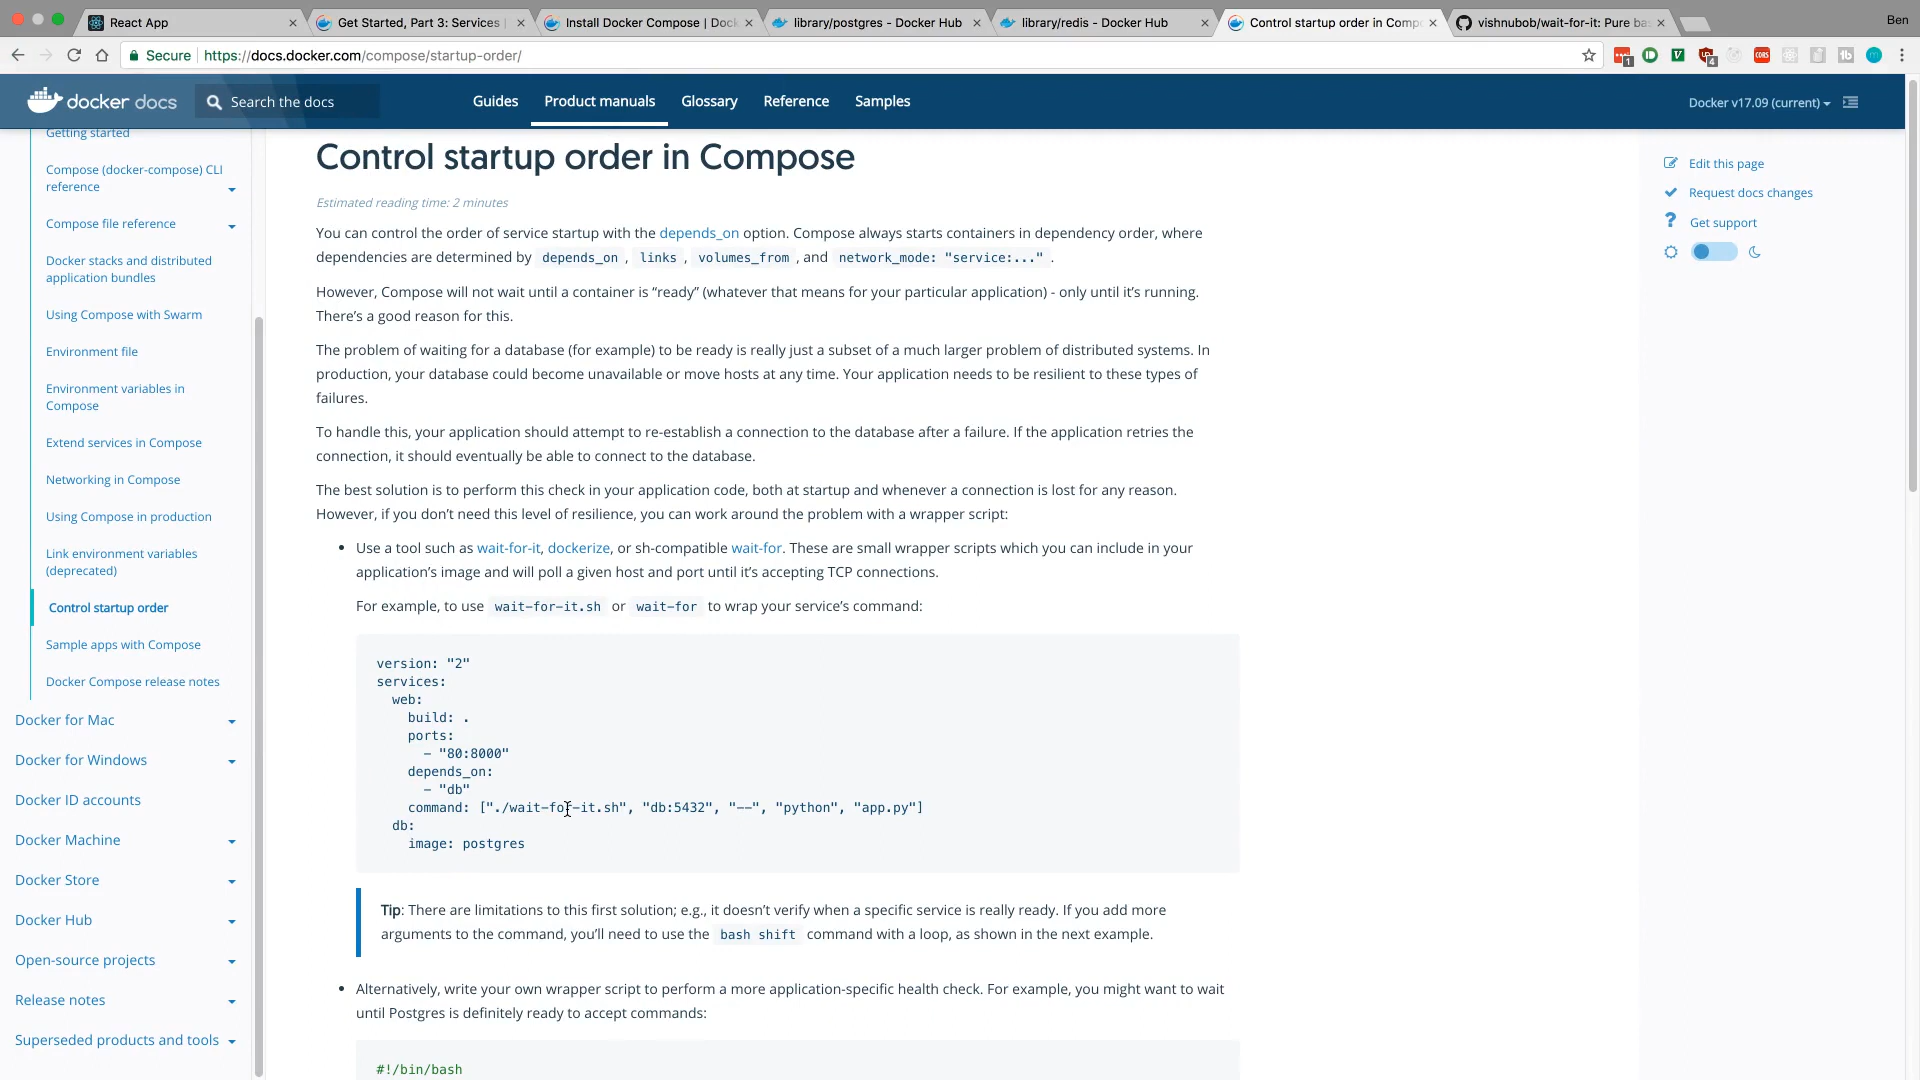 React App
Get Started, Part 3: Services
Install Docker Compose | Dock
library/postgres - Docker Hub
library/redis - Docker Hub
Control startup order in Compo
vishnubob/wait-for-it: Pure bas
Ben
Secure
https://docs.docker.com/compose/startup-order/
1
4
CORS
docker docs
Search the docs
Guides
Product manuals
Glossary
Reference
Samples
Docker v17.09 (current)
Getting started
Compose (docker-compose) CLI
reference
Compose file reference
Docker stacks and distributed
application bundles
Using Compose with Swarm
Environment file
Environment variables in
Compose
Extend services in Compose
Networking in Compose
Using Compose in production
Link environment variables
(deprecated)
Control startup order
Sample apps with Compose
Docker Compose release notes
Docker for Mac
Docker for Windows
Docker ID accounts
Docker Machine
Docker Store
Docker Hub
Open-source projects
Release notes
Superseded products and tools
Control startup order in Compose
Estimated reading time: 2 minutes
You can control the order of service startup with the depends_on option. Compose always starts containers in dependency order, where
dependencies are determined by depends_on , links , volumes_from , and network_mode: "service:..." .
However, Compose will not wait until a container is “ready” (whatever that means for your particular application) - only until it’s running.
There’s a good reason for this.
The problem of waiting for a database (for example) to be ready is really just a subset of a much larger problem of distributed systems. In
production, your database could become unavailable or move hosts at any time. Your application needs to be resilient to these types of
failures.
To handle this, your application should attempt to re-establish a connection to the database after a failure. If the application retries the
connection, it should eventually be able to connect to the database.
The best solution is to perform this check in your application code, both at startup and whenever a connection is lost for any reason.
However, if you don’t need this level of resilience, you can work around the problem with a wrapper script:
• Use a tool such as wait-for-it, dockerize, or sh-compatible wait-for. These are small wrapper scripts which you can include in your
application’s image and will poll a given host and port until it’s accepting TCP connections.
For example, to use wait-for-it.sh or wait-for to wrap your service’s command:
version: "2"
services:
web:
build: .
ports:
- "80:8000"
depends_on:
- "db"
command: ["./wait-for-it.sh", "db:5432", "--", "python", "app.py"]
db:
image: postgres
Tip: There are limitations to this first solution; e.g., it doesn’t verify when a specific service is really ready. If you add more
arguments to the command, you’ll need to use the bash shift command with a loop, as shown in the next example.
• Alternatively, write your own wrapper script to perform a more application-specific health check. For example, you might want to wait
until Postgres is definitely ready to accept commands:
#!/bin/bash
Edit this page
Request docs changes
Get support